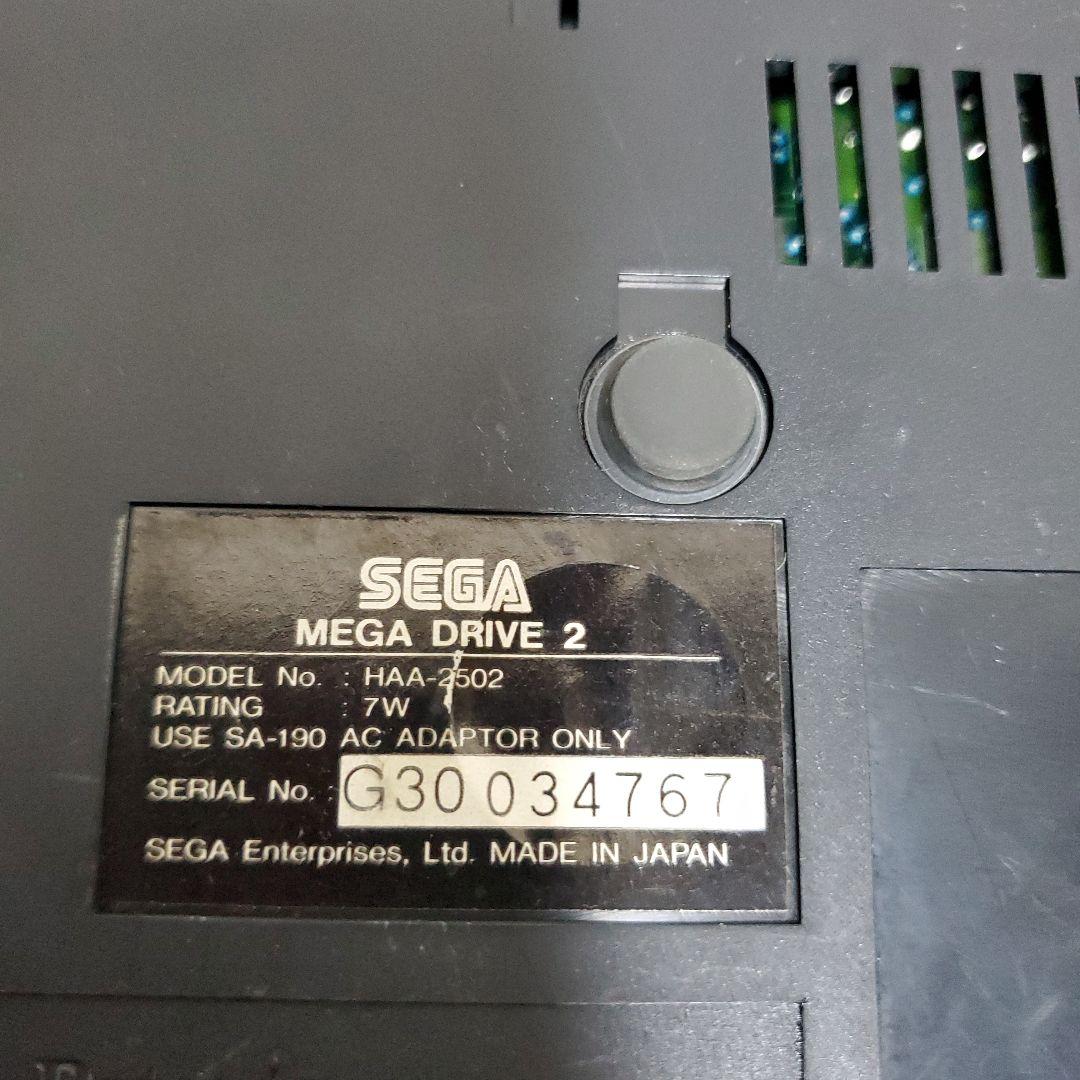 SEGA
MEGA DRIVE 2
MODEL No. : HAA-2502
RATING : 7W
USE SA-190 AC ADAPTOR ONLY
SERIAL No. : G30 034767
SEGA Enterprises, Ltd. MADE IN JAPAN